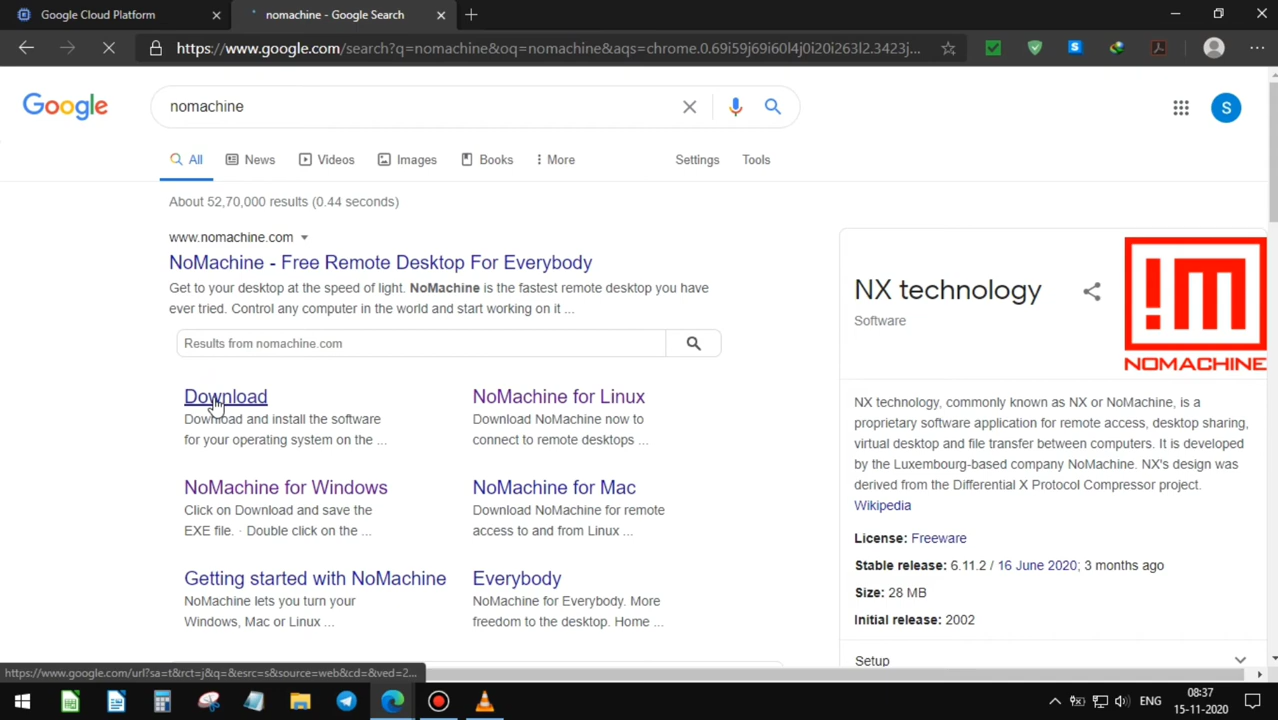 Google Cloud Platform
nomachine - Google Search
https://www.google.com/search?q=nomachine&oq=nomachine&aqs=chrome.0.69i59j69i60l4j0i20i263l2.3423j...
Google
nomachine
S
All
News
Videos
Images
Books
More
Settings
Tools
About 52,70,000 results (0.44 seconds)
www.nomachine.com
NoMachine - Free Remote Desktop For Everybody
Get to your desktop at the speed of light. NoMachine is the fastest remote desktop you have
ever tried. Control any computer in the world and start working on it ...
Results from nomachine.com
Download
Download and install the software
for your operating system on the ...
NoMachine for Linux
Download NoMachine now to
connect to remote desktops ...
NoMachine for Windows
Click on Download and save the
EXE file. · Double click on the ...
NoMachine for Mac
Download NoMachine for remote
access to and from Linux ...
Getting started with NoMachine
NoMachine lets you turn your
Windows, Mac or Linux ...
Everybody
NoMachine for Everybody. More
freedom to the desktop. Home ...
NX technology
Software
!M
NOMACHINE
NX technology, commonly known as NX or NoMachine, is a
proprietary software application for remote access, desktop sharing,
virtual desktop and file transfer between computers. It is developed
by the Luxembourg-based company NoMachine. NX's design was
derived from the Differential X Protocol Compressor project.
Wikipedia
License: Freeware
Stable release: 6.11.2 / 16 June 2020; 3 months ago
Size: 28 MB
Initial release: 2002
Setup
https://www.google.com/url?sa=t&rct=j&q=&esrc=s&source=web&cd=&ved=2...
ENG
08:37
15-11-2020